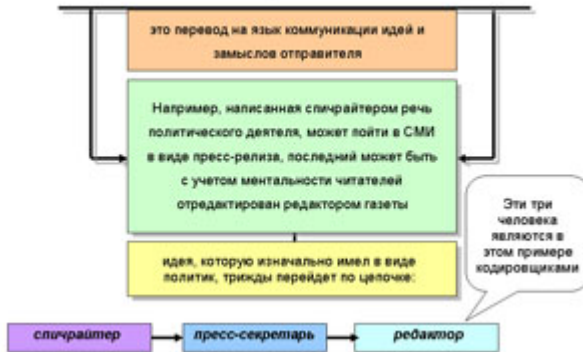 это перевод на язык коммуникации идей и
замыслов отправителя
Например, написанная спичрайтером речь
политического деятеля, может пойти в СМИ
в виде пресс-релиза, последний может быть
с учетом ментальности читателей
отредактирован редактором газеты
Эти три
человека
являются в
этом примере
кодировщиками
идея, которую изначально имел в виде
политик, трижды перейдет по цепочке:
спичрайтер
пресс-секретарь
редактор